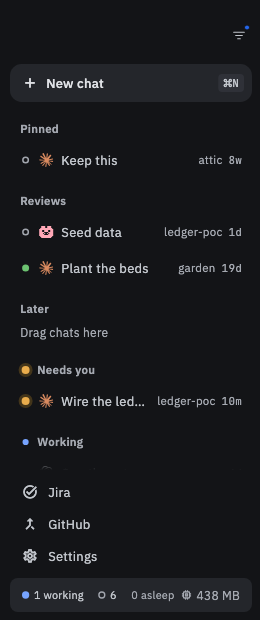 New chat ⌘N
Pinned
Keep this attic 8w
Reviews
Seed data ledger-poc 1d
Plant the beds garden 19d
Later
Drag chats here
Needs you
Wire the led... ledger-poc 10m
Working
Jira
GitHub
Settings
1 working 6 0 asleep 438 MB